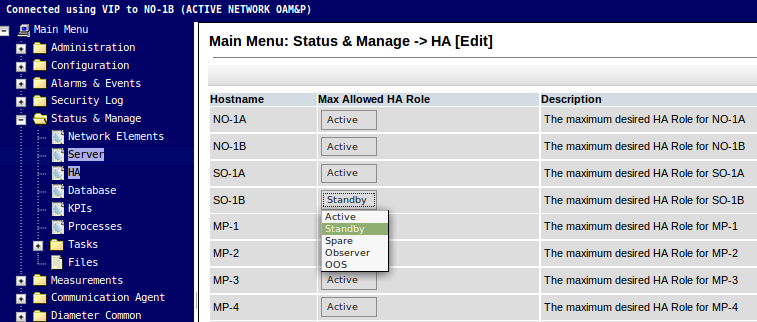 Connected using VIP to NO-1B (ACTIVE NETWORK OAM&P)
Main Menu
Administration
Configuration
Alarms & Events
Security Log
Status & Manage
Network Elements
Server
HA
Database
KPIs
Processes
Tasks
Files
Measurements
Communication Agent
Diameter Common
Main Menu: Status & Manage -> HA [Edit]
Hostname Max Allowed HA Role Description
NO-1A Active The maximum desired HA Role for NO-1A
NO-1B Active The maximum desired HA Role for NO-1B
SO-1A Active The maximum desired HA Role for SO-1A
SO-1B Standby The maximum desired HA Role for SO-1B
Active
MP-1 Standby The maximum desired HA Role for MP-1
Spare
MP-2 Observer The maximum desired HA Role for MP-2
OOS
MP-3 Active The maximum desired HA Role for MP-3
MP-4 Active The maximum desired HA Role for MP-4